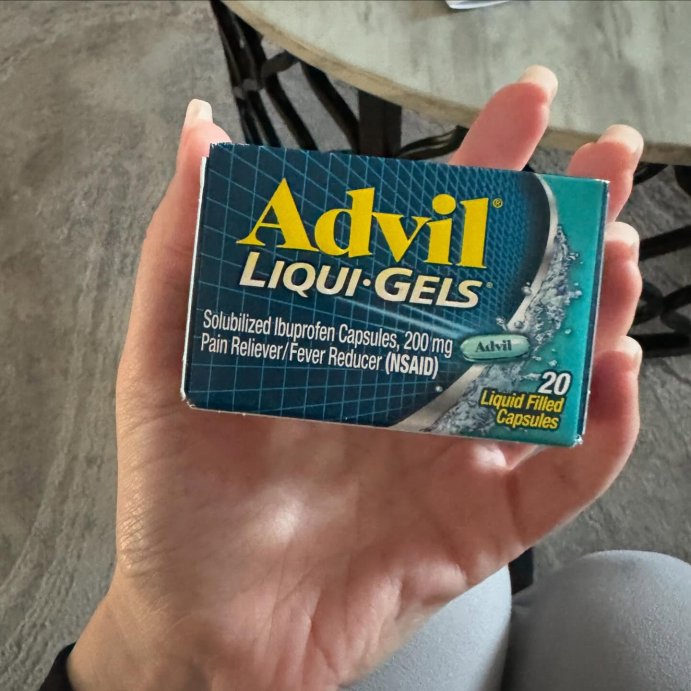 Advil®
LIQUI·GELS®
Solubilized Ibuprofen Capsules, 200 mg
Pain Reliever/Fever Reducer (NSAID)
Advil
20
Liquid Filled
Capsules